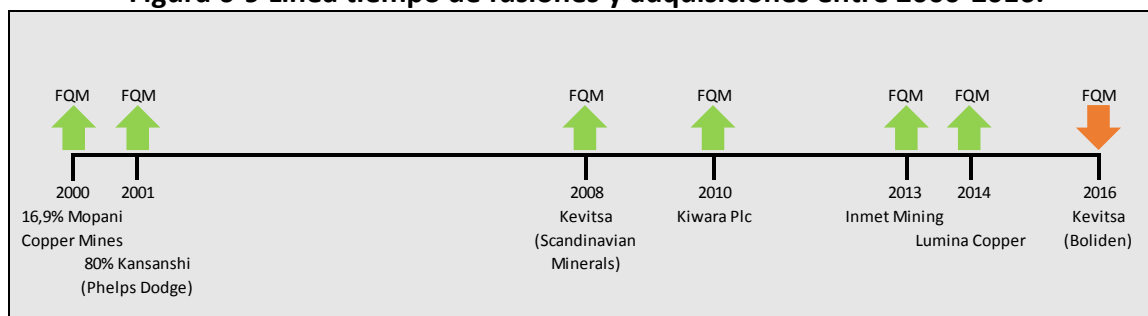 Figura Línea tiempo de fusiones y adquisiciones entre 2000-2016.
FQM FQM FQM FQM FQM FQM FQM
2000 2001 2008 2010 2013 2014 2016
16,9% Mopani Kevitsa Kiwara Plc Inmet Mining Kevitsa
Copper Mines (Scandinavian Lumina Copper (Boliden)
80% Kansanshi Minerals)
(Phelps Dodge)